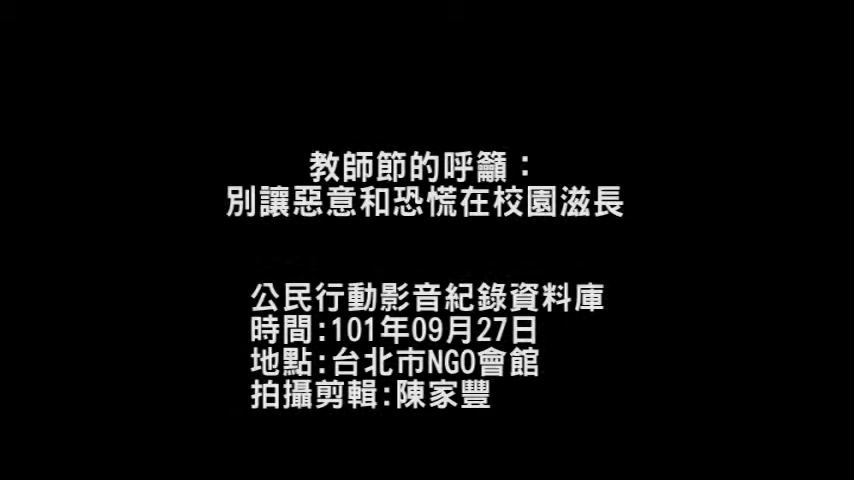 教師節的呼籲：
別讓惡意和恐慌在校園滋長
公民行動影音紀錄資料庫
時間:101年09月27日
地點:台北市NGO會館
拍攝剪輯:陳家豐